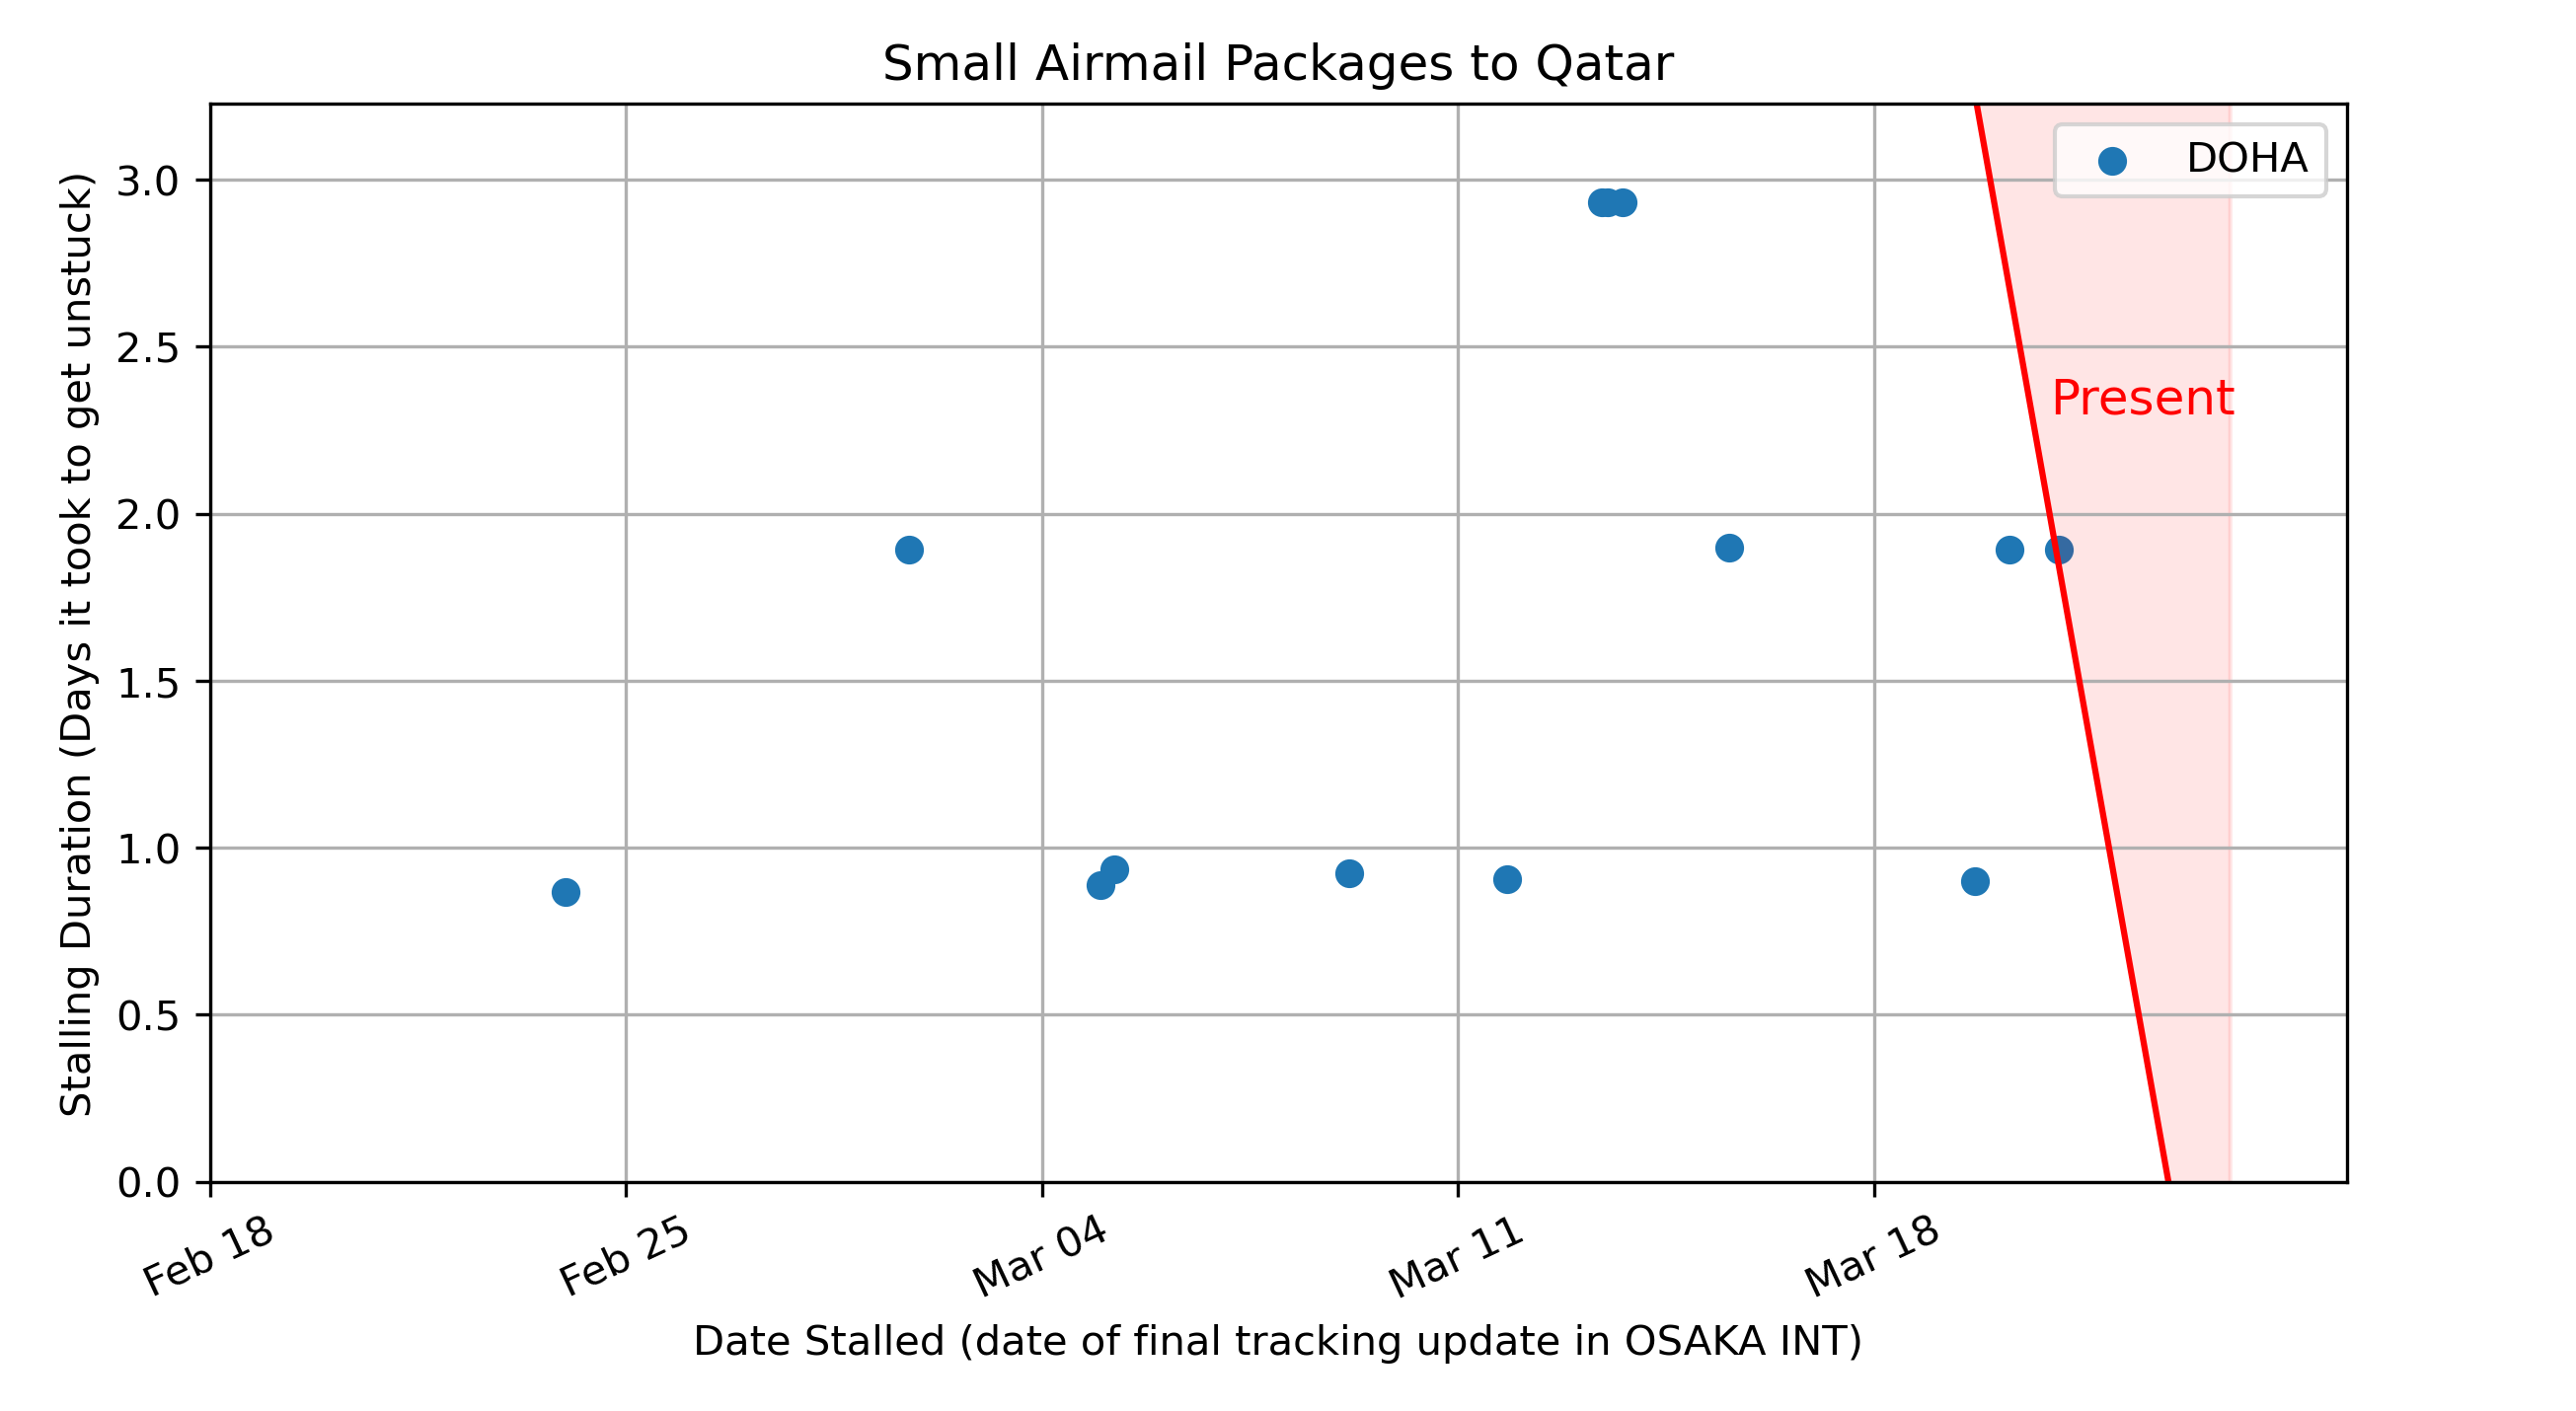 Small Airmail Packages to Qatar
DOHA
Present
Stalling Duration (Days it took to get unstuck)
3.0
2.5
2.0
1.5
1.0
0.5
0.0
Feb 18
Feb 25
Mar 04
Mar 11
Mar 18
Date Stalled (date of final tracking update in OSAKA INT)